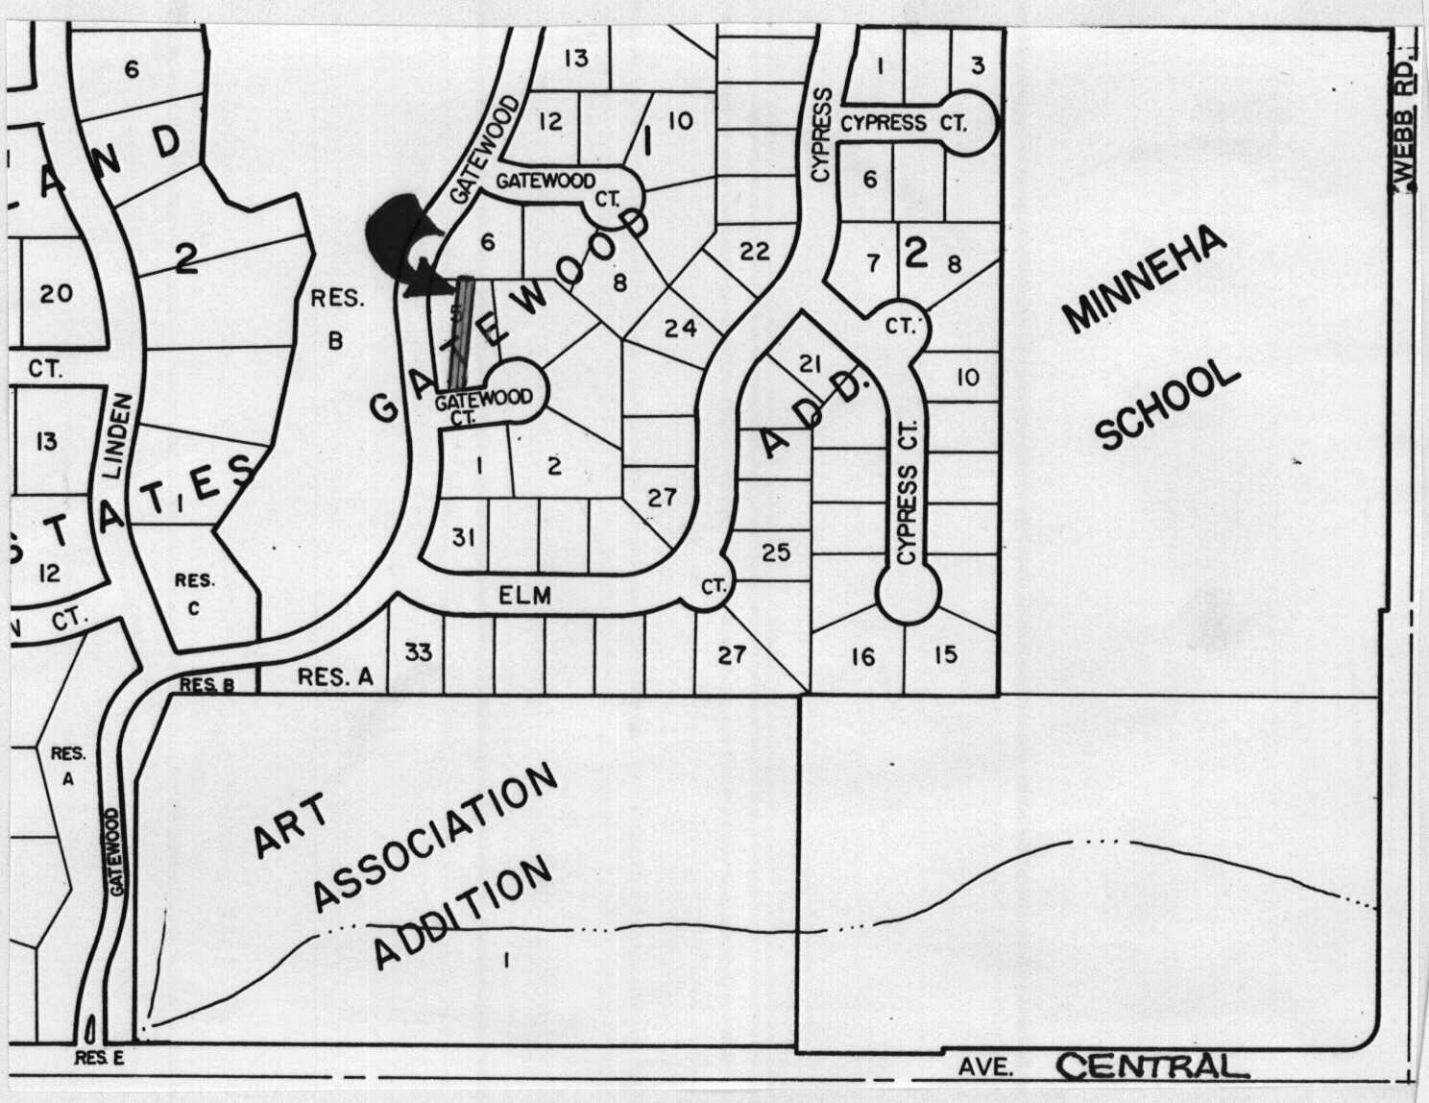 6
13
1
3
WEBB RD.
12
10
1
CYPRESS
CYPRESS CT.
GATEWOOD
AND
GATEWOOD
CT.
6
6
2
20
RES.
B
8
22
7
2
8
MINNEHA
SCHOOL
GATEWOOD
ADD.
5
24
CT.
21
10
CT.
LINDEN
GATEWOOD
CT.
13
1
2
27
CYPRESS CT.
STATES
1
31
25
12
RES.
C
ELM
CT.
N CT.
33
27
16
15
RES. B
RES. A
RES.
A
GATEWOOD
ART
ASSOCIATION
ADDITION
1
RES. E
AVE. CENTRAL